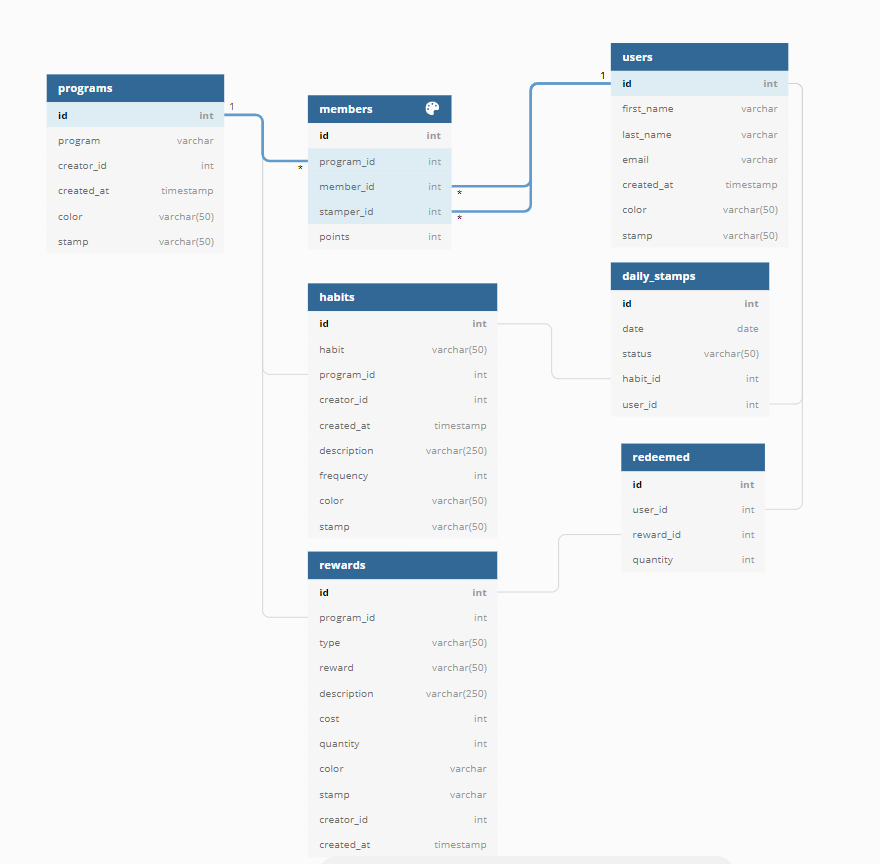 programs
id int
program varchar
creator_id int
created_at timestamp
color varchar(50)
stamp varchar(50)
1
*
members
id int
program_id int
member_id int
stamper_id int
points int
*
*
1
users
id int
first_name varchar
last_name varchar
email varchar
created_at timestamp
color varchar(50)
stamp varchar(50)
habits
id int
habit varchar(50)
program_id int
creator_id int
created_at timestamp
description varchar(250)
frequency int
color varchar(50)
stamp varchar(50)
daily_stamps
id int
date date
status varchar(50)
habit_id int
user_id int
redeemed
id int
user_id int
reward_id int
quantity int
rewards
id int
program_id int
type varchar(50)
reward varchar(50)
description varchar(250)
cost int
quantity int
color varchar
stamp varchar
creator_id int
created_at timestamp